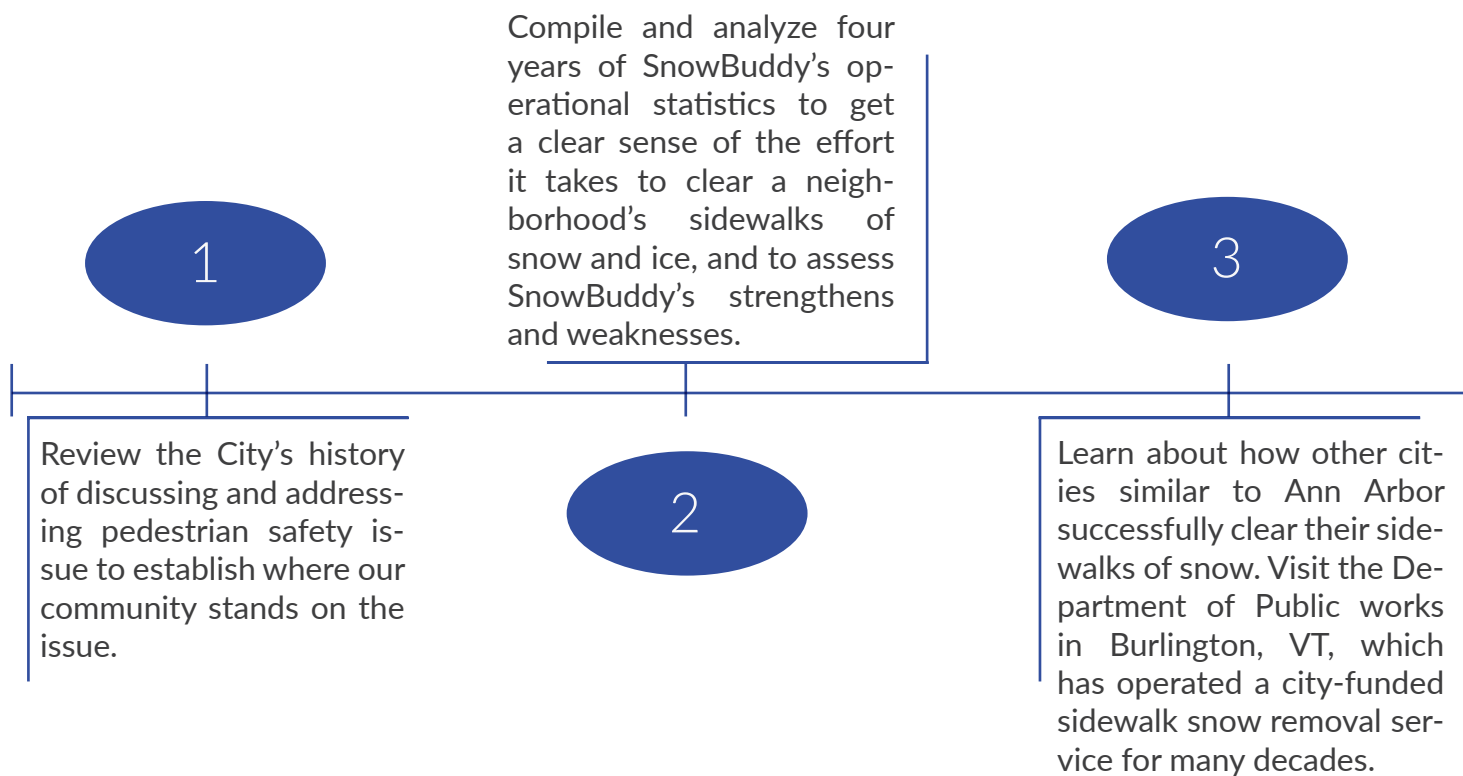 1
Review the City’s history
of discussing and address-
ing pedestrian safety is-
sue to establish where our
community stands on the
issue.
Compile and analyze four
years of SnowBuddy’s op-
erational statistics to get
a clear sense of the effort
it takes to clear a neigh-
borhood’s sidewalks of
snow and ice, and to assess
SnowBuddy’s strengthens
and weaknesses.
2
3
Learn about how other cit-
ies similar to Ann Arbor
successfully clear their side-
walks of snow. Visit the De-
partment of Public works
in Burlington, VT, which
has operated a city-funded
sidewalk snow removal ser-
vice for many decades.